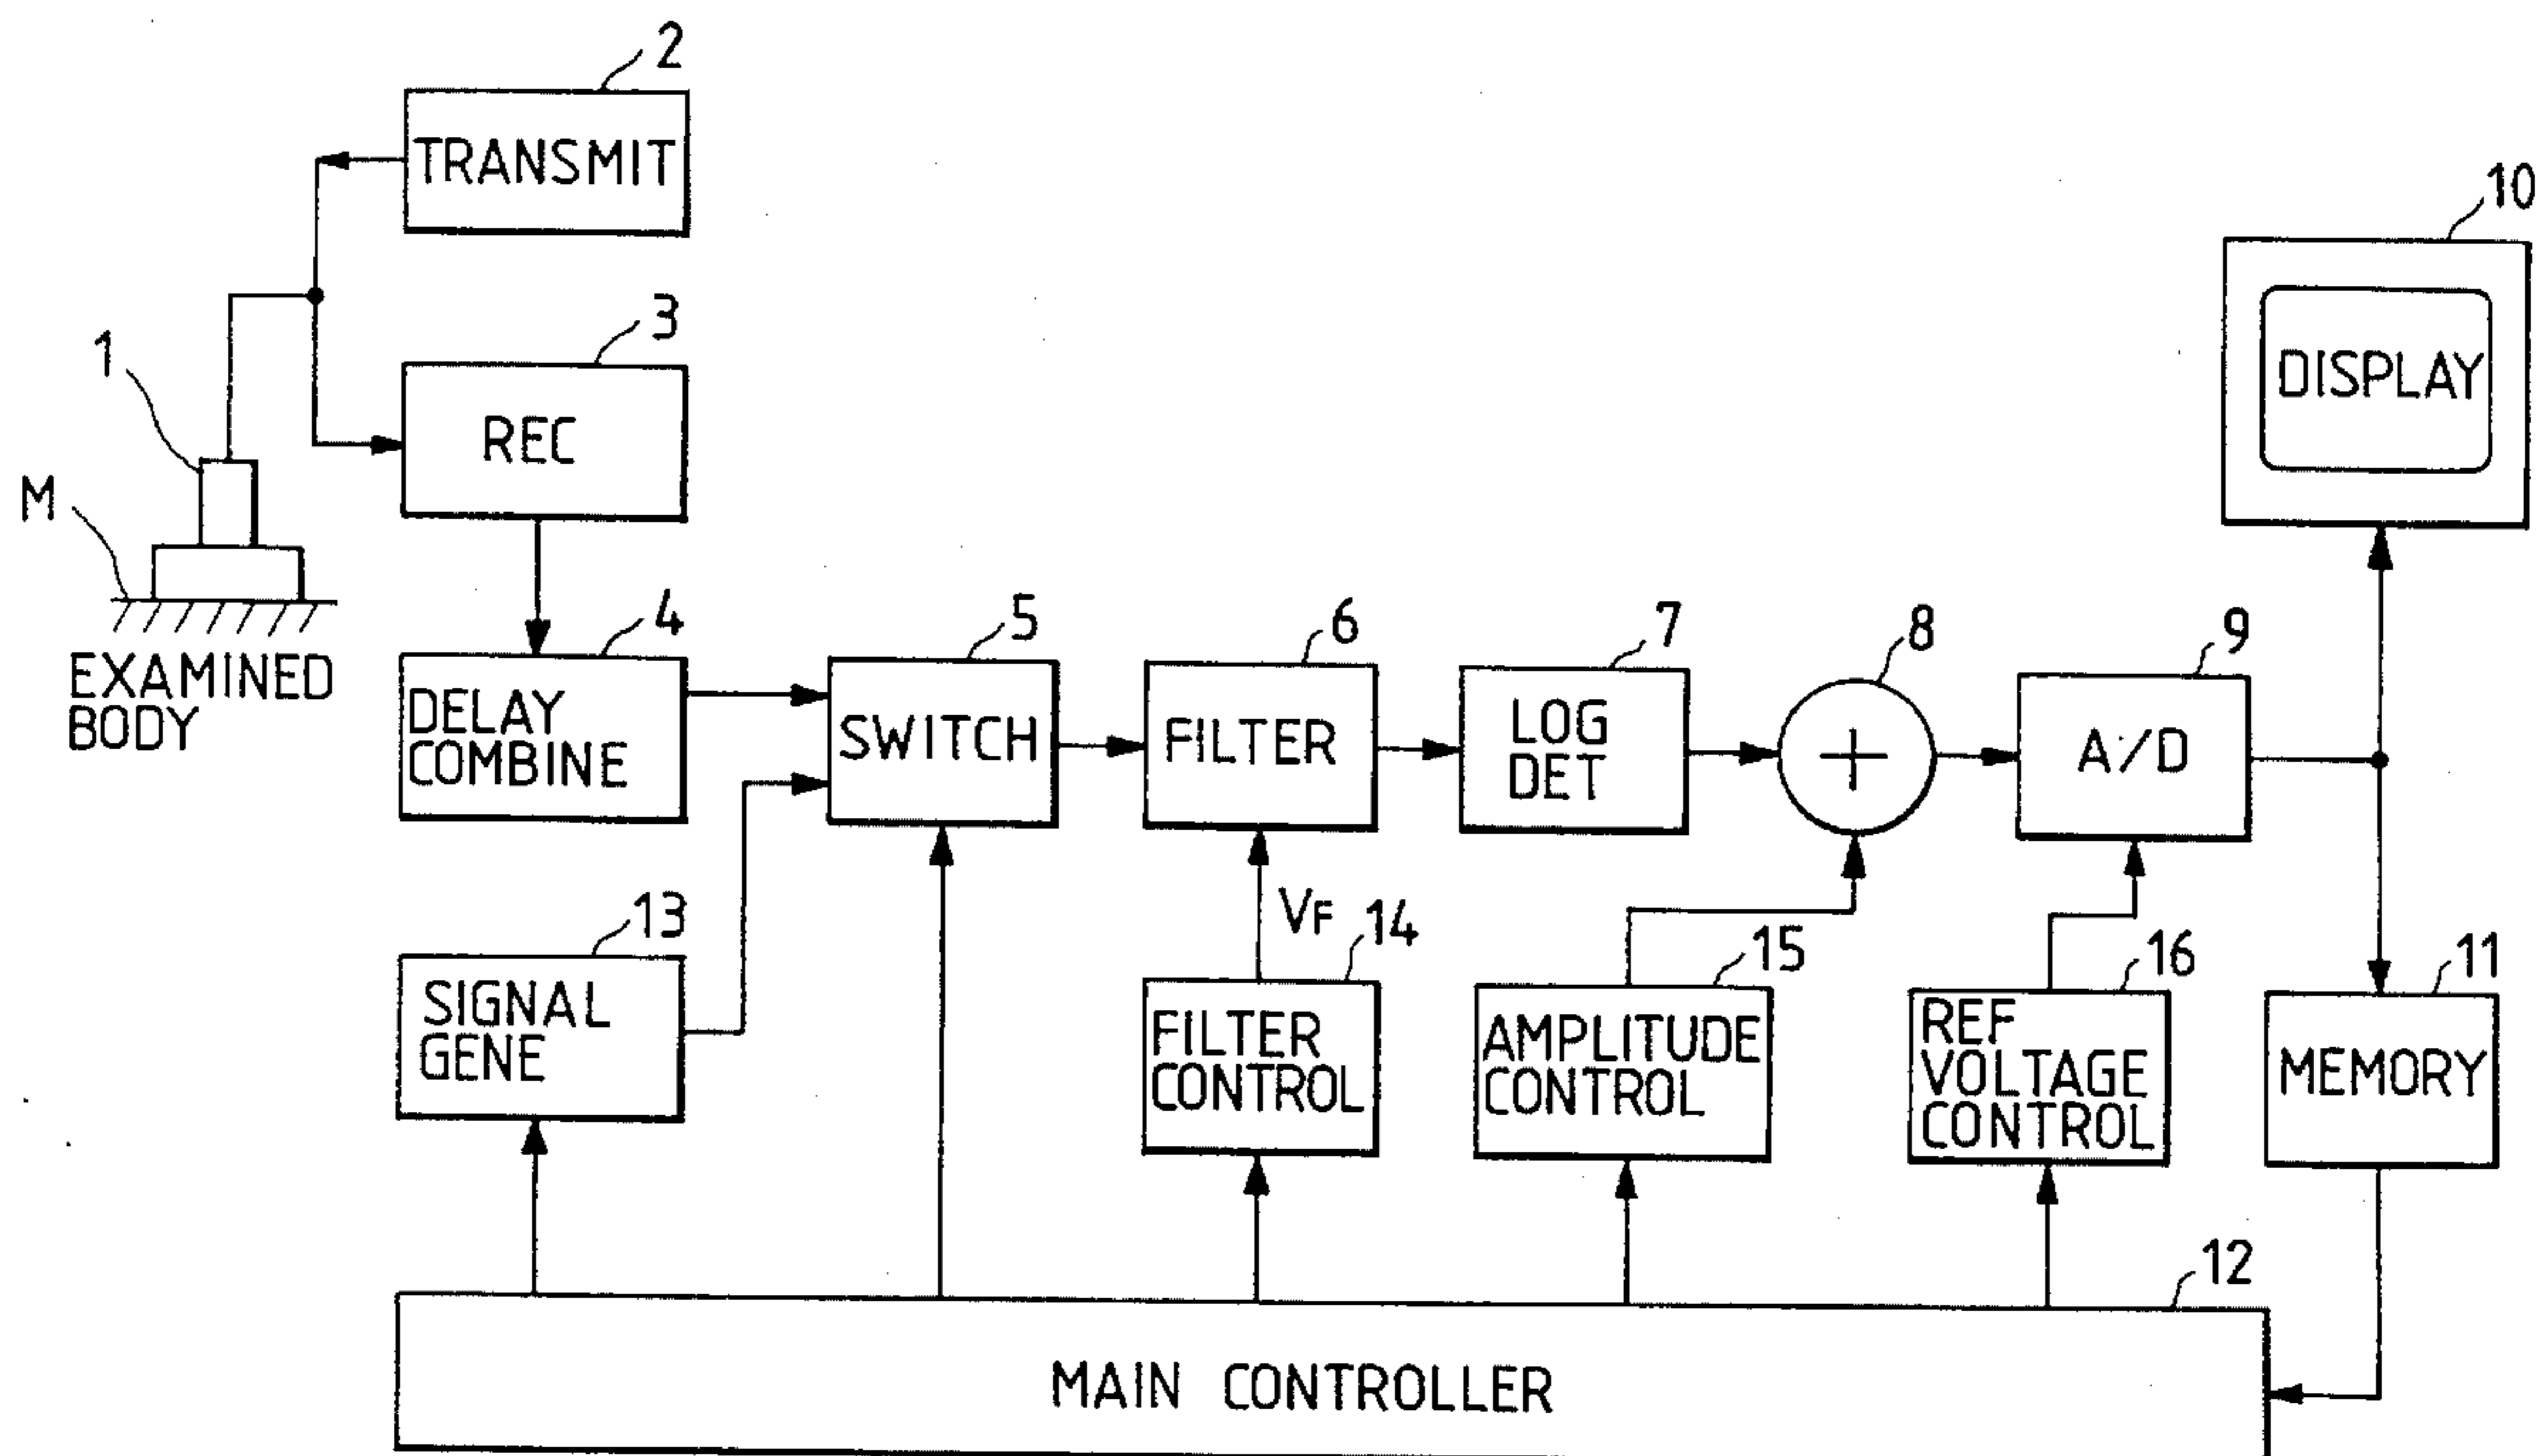 2
TRANSMIT
10
DISPLAY
3
REC
1
M
EXAMINED
BODY
4
DELAY
COMBINE
5
SWITCH
6
FILTER
7
LOG
DET
8
+
9
A/D
13
SIGNAL
GENE
VF
14
FILTER
CONTROL
15
AMPLITUDE
CONTROL
16
REF
VOLTAGE
CONTROL
11
MEMORY
12
MAIN CONTROLLER